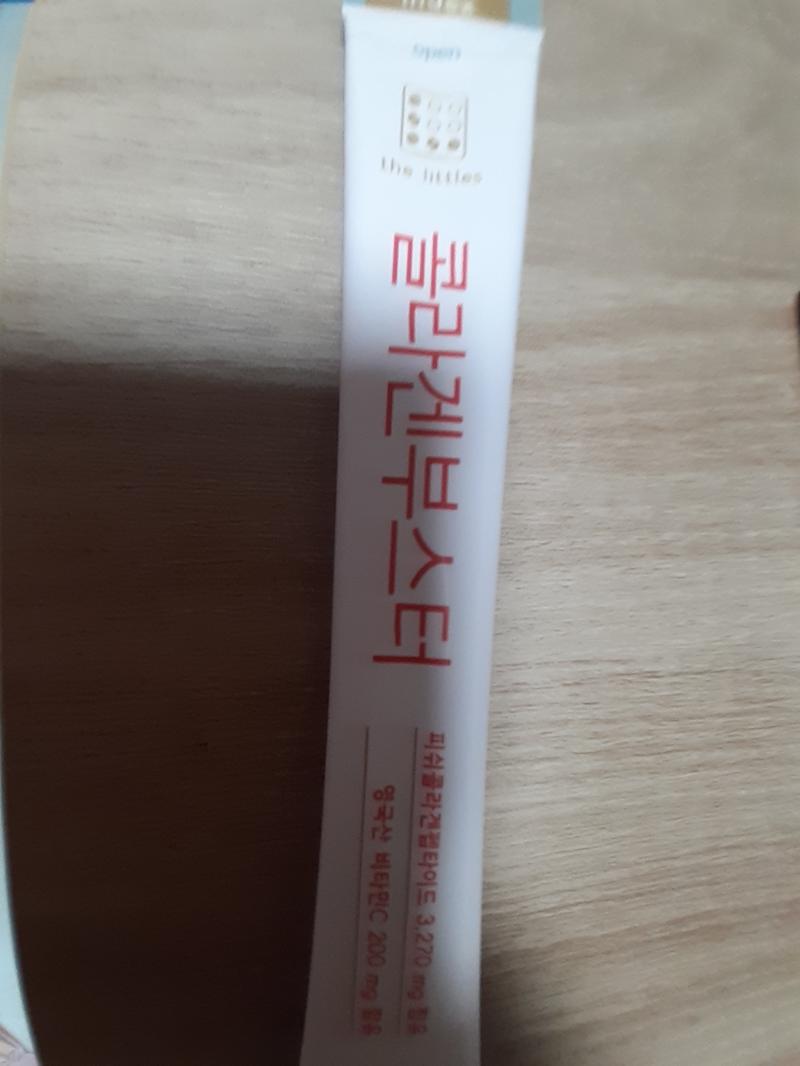 open
the littles
콜라겐부스터
피쉬콜라겐펩타이드 3,270 mg 함유
영국산 비타민C 200 mg 함유